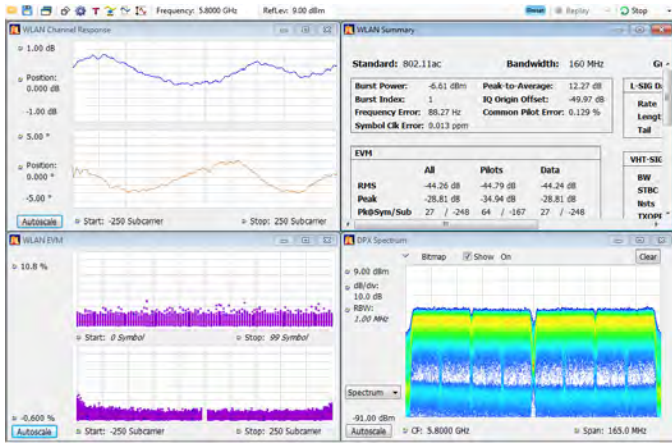 Frequency: 5.8000 GHz RefLev: 9.00 dBm Replay Stop
WLAN Channel Response
1.00 dB
Position:
0.000 dB
-1.00 dB
5.00 °
Position:
0.000 °
-5.00 °
Autoscale Start: -250 Subcarrier Stop: 250 Subcarrier
WLAN Summary
Standard: 802.11ac Bandwidth: 160 MHz
Burst Power: -6.61 dBm Peak-to-Average: 12.27 dB L-SIG
Burst Index: 1 IQ Origin Offset: -49.97 dB Rate
Frequency Error: 88.27 Hz Common Pilot Error: 0.129 %
Symbol Clk Error: 0.013 ppm Tail
EVM VHT-SIG
All Pilots Data BW
RMS -44.26 dB -44.79 dB -44.24 dB STBC
Peak -28.81 dB -34.94 dB -28.81 dB Nsts
Pk@Sym/Sub 27 / -248 64 / -167 27 / -248
WLAN EVM
10.8 %
Start: 0 Symbol Stop: 99 Symbol
-0.600 %
Autoscale Start: -250 Subcarrier Stop: 250 Subcarrier
DPX Spectrum
Bitmap Show On Clear
9.00 dBm
dB/div:
10.0 dB
RBW:
1.00 MHz
Spectrum
-91.00 dBm
Autoscale CF: 5.8000 GHz Span: 165.0 MHz